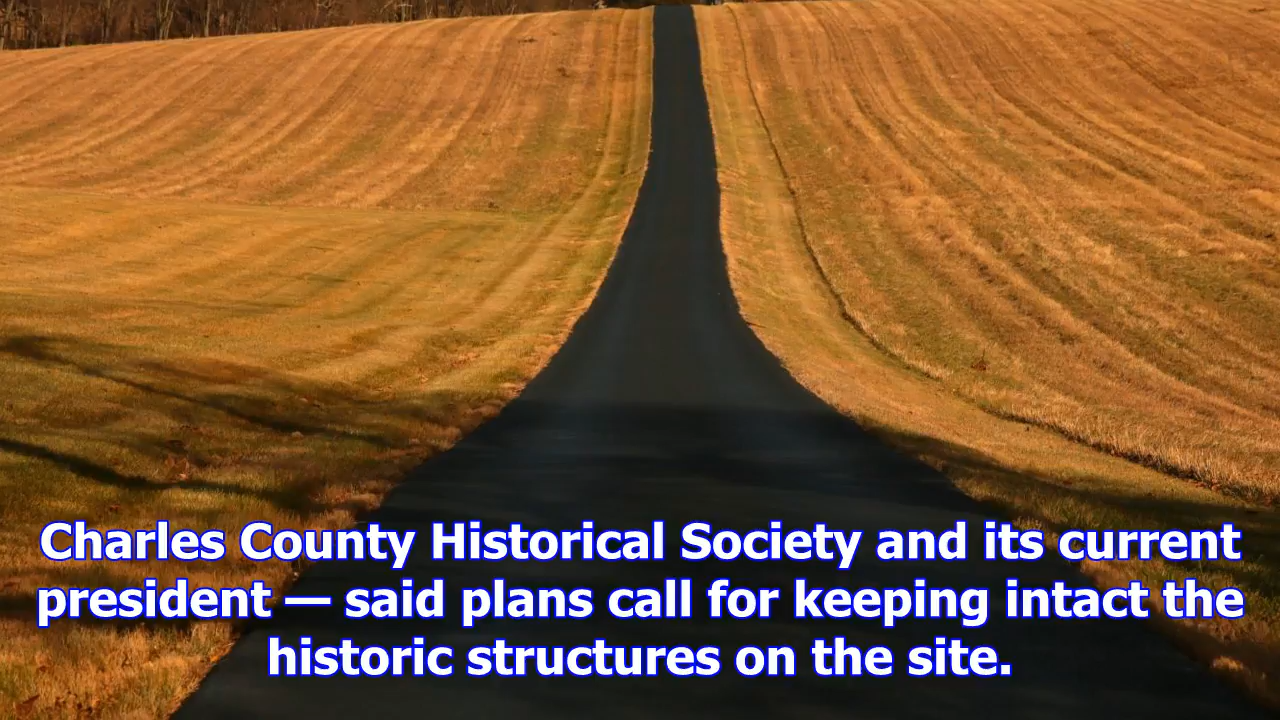 Charles County Historical Society and its current
president — said plans call for keeping intact the
historic structures on the site.